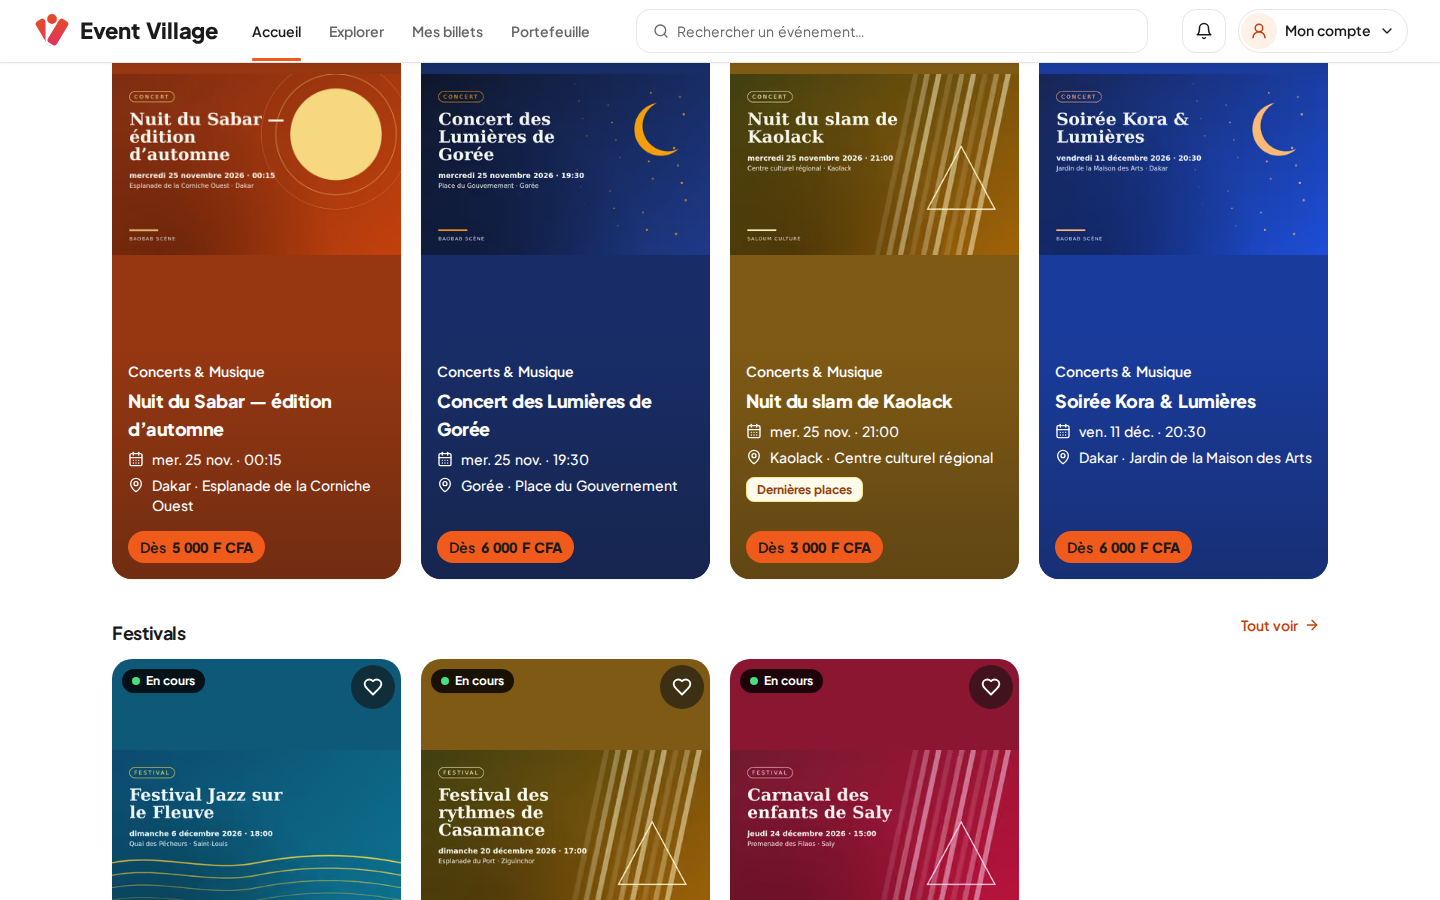 Event Village
Accueil
Explorer
Mes billets
Portefeuille
Rechercher un événement...
Mon compte
CONCERT
Nuit du Sabar —
édition
d’automne
mercredi 25 novembre 2026 · 00:15
Esplanade de la Corniche Ouest · Dakar
BAOBAB SCÈNE
Concerts & Musique
Nuit du Sabar — édition
d’automne
mer. 25 nov. · 00:15
Dakar · Esplanade de la Corniche
Ouest
Dès 5 000 F CFA
CONCERT
Concert des
Lumières de
Gorée
mercredi 25 novembre 2026 · 19:30
Place du Gouvernement · Gorée
BAOBAB SCÈNE
Concerts & Musique
Concert des Lumières de
Gorée
mer. 25 nov. · 19:30
Gorée · Place du Gouvernement
Dès 6 000 F CFA
CONCERT
Nuit du slam de
Kaolack
mercredi 25 novembre 2026 · 21:00
Centre culturel régional · Kaolack
SALOUM CULTURE
Concerts & Musique
Nuit du slam de Kaolack
mer. 25 nov. · 21:00
Kaolack · Centre culturel régional
Dernières places
Dès 3 000 F CFA
CONCERT
Soirée Kora &
Lumières
vendredi 11 décembre 2026 · 20:30
Jardin de la Maison des Arts · Dakar
BAOBAB SCÈNE
Concerts & Musique
Soirée Kora & Lumières
ven. 11 déc. · 20:30
Dakar · Jardin de la Maison des Arts
Dès 6 000 F CFA
Festivals
Tout voir
En cours
FESTIVAL
Festival Jazz sur
le Fleuve
dimanche 6 décembre 2026 · 18:00
Quai des Pêcheurs · Saint-Louis
En cours
FESTIVAL
Festival des
rythmes de
Casamance
dimanche 20 décembre 2026 · 17:00
Esplanade du Port · Ziguinchor
En cours
FESTIVAL
Carnaval des
enfants de Saly
jeudi 24 décembre 2026 · 15:00
Promenade des Filaos · Saly